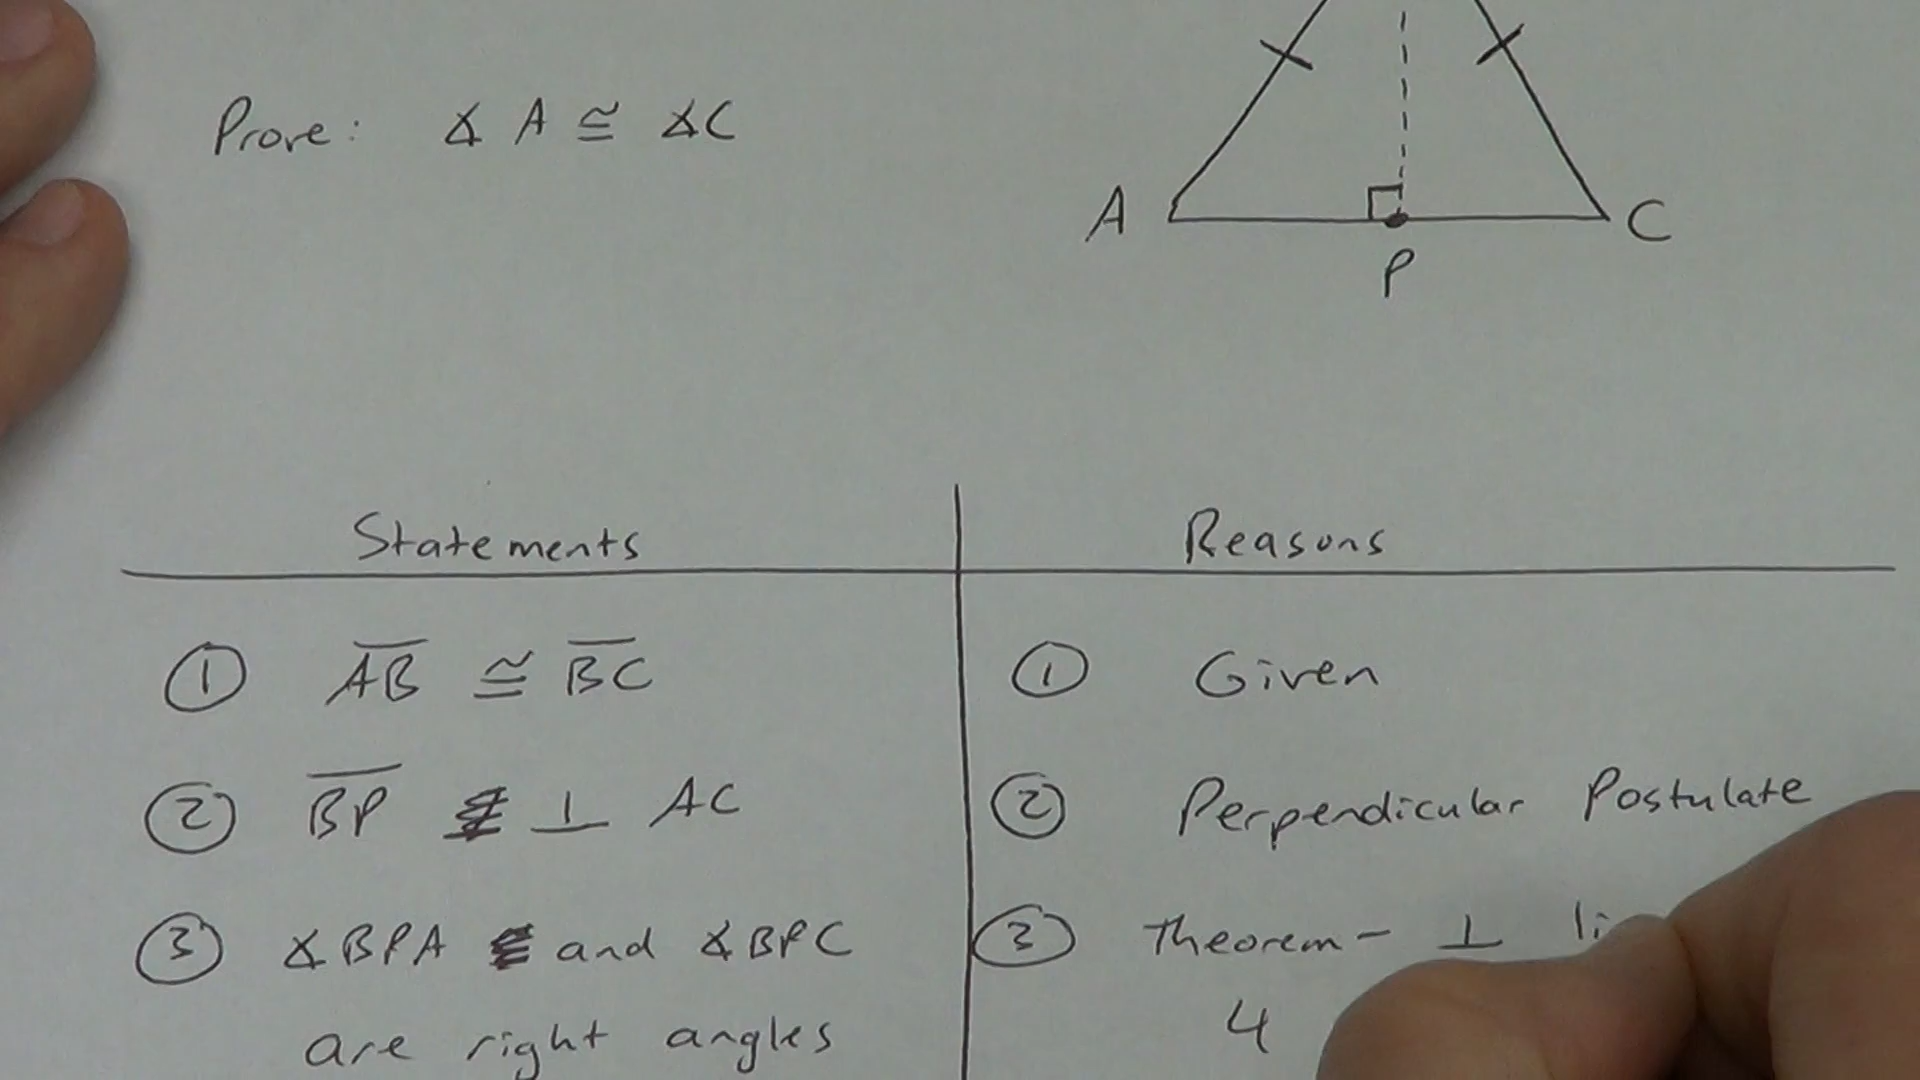 Prove: ∡ A ≅ ∡C
A
C
P
Statements
Reasons
① AB ≅ BC
① Given
② BP ⊥ AC
② Perpendicular Postulate
③ ∡BPA and ∡BPC
③ Theorem - ⊥
are right angles
4